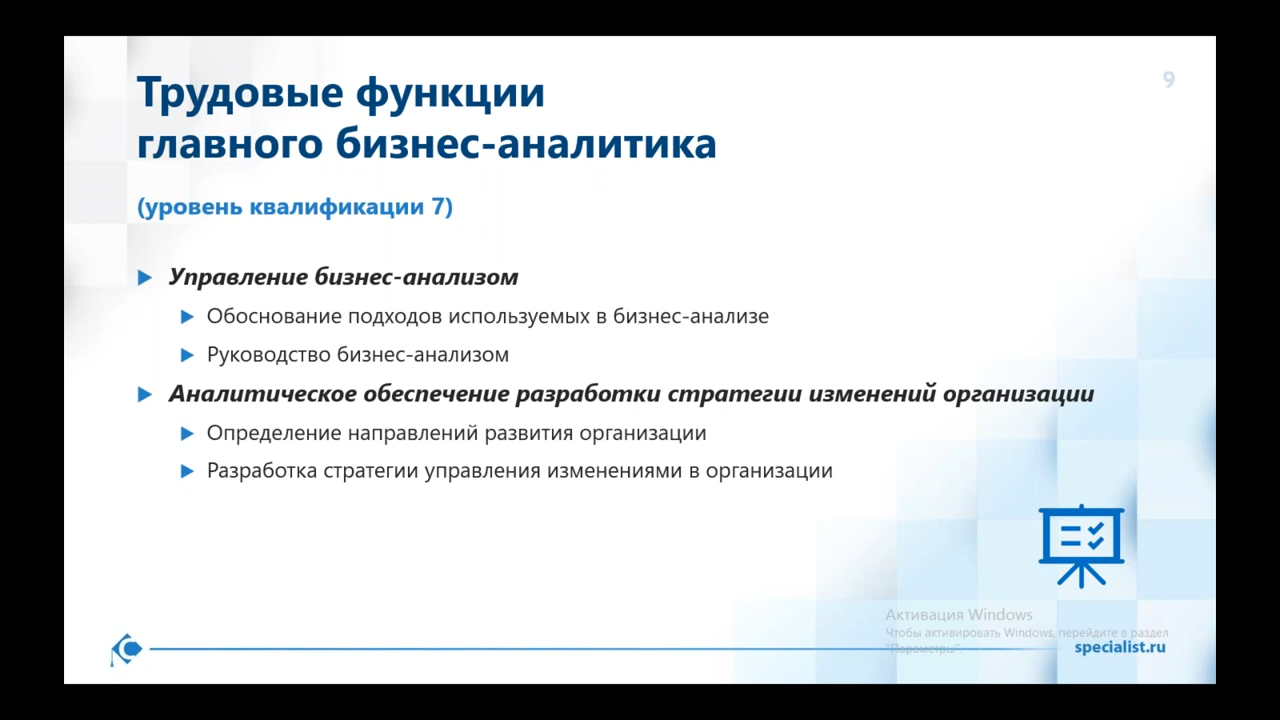 9
Трудовые функции
главного бизнес-аналитика
(уровень квалификации 7)
Управление бизнес-анализом
Обоснование подходов используемых в бизнес-анализе
Руководство бизнес-анализом
Аналитическое обеспечение разработки стратегии изменений организации
Определение направлений развития организации
Разработка стратегии управления изменениями в организации
Активация Windows
Чтобы активировать Windows, перейдите в раздел
"Параметры".
specialist.ru